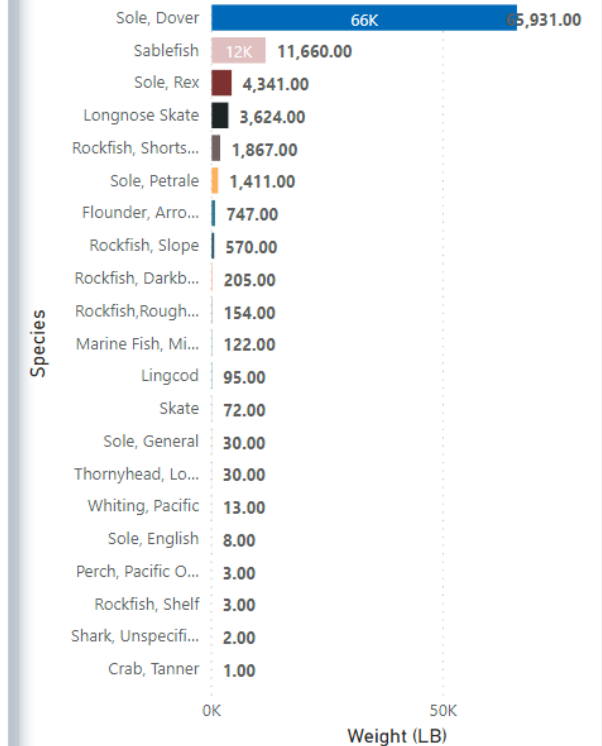 Sole, Dover 66K 65,931.00
Sablefish 12K 11,660.00
Sole, Rex 4,341.00
Longnose Skate 3,624.00
Rockfish, Shorts... 1,867.00
Sole, Petrale 1,411.00
Flounder, Arro... 747.00
Rockfish, Slope 570.00
Rockfish, Darkb... 205.00
Rockfish,Rough... 154.00
Marine Fish, Mi... 122.00
Lingcod 95.00
Skate 72.00
Sole, General 30.00
Thornyhead, Lo... 30.00
Whiting, Pacific 13.00
Sole, English 8.00
Perch, Pacific O... 3.00
Rockfish, Shelf 3.00
Shark, Unspecifi... 2.00
Crab, Tanner 1.00
Species
0K 50K
Weight (LB)